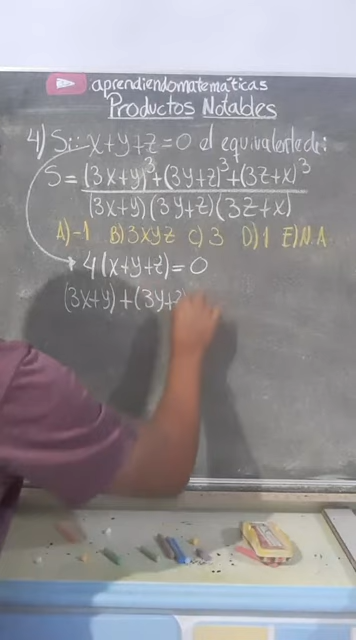 aprendiendomatemáticas
Productos Notables
4) Si: x+y+z=0 el equivalente de:
S = (3x+y)³+(3y+z)³+(3z+x)³
(3x+y)(3y+z)(3z+x)
A)-1 B)3xyz C)3 D)1 E)N.A.
4(x+y+z)=0
(3x+y)+(3y+z)